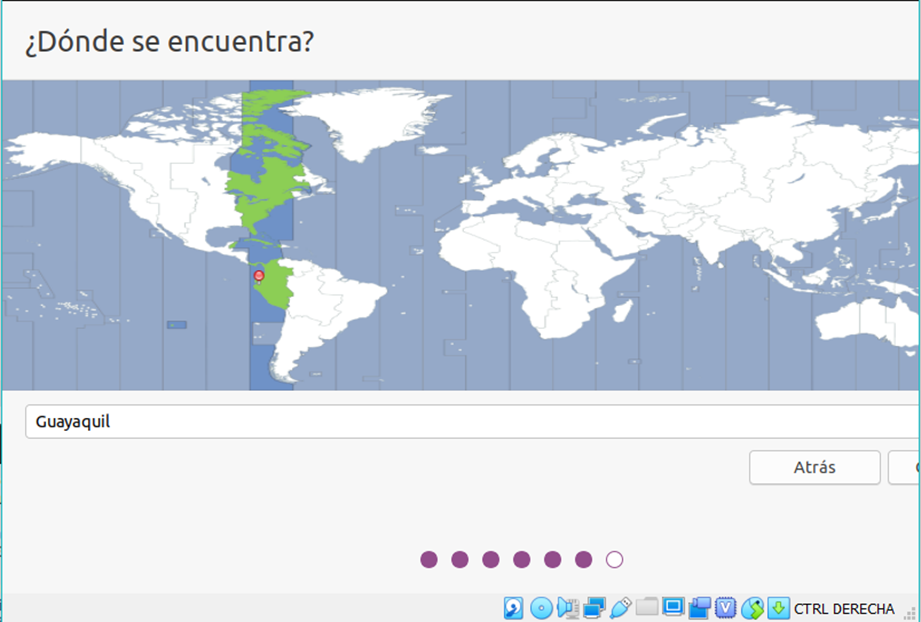 ¿Dónde se encuentra?
Guayaquil
Atrás
CTRL DERECHA